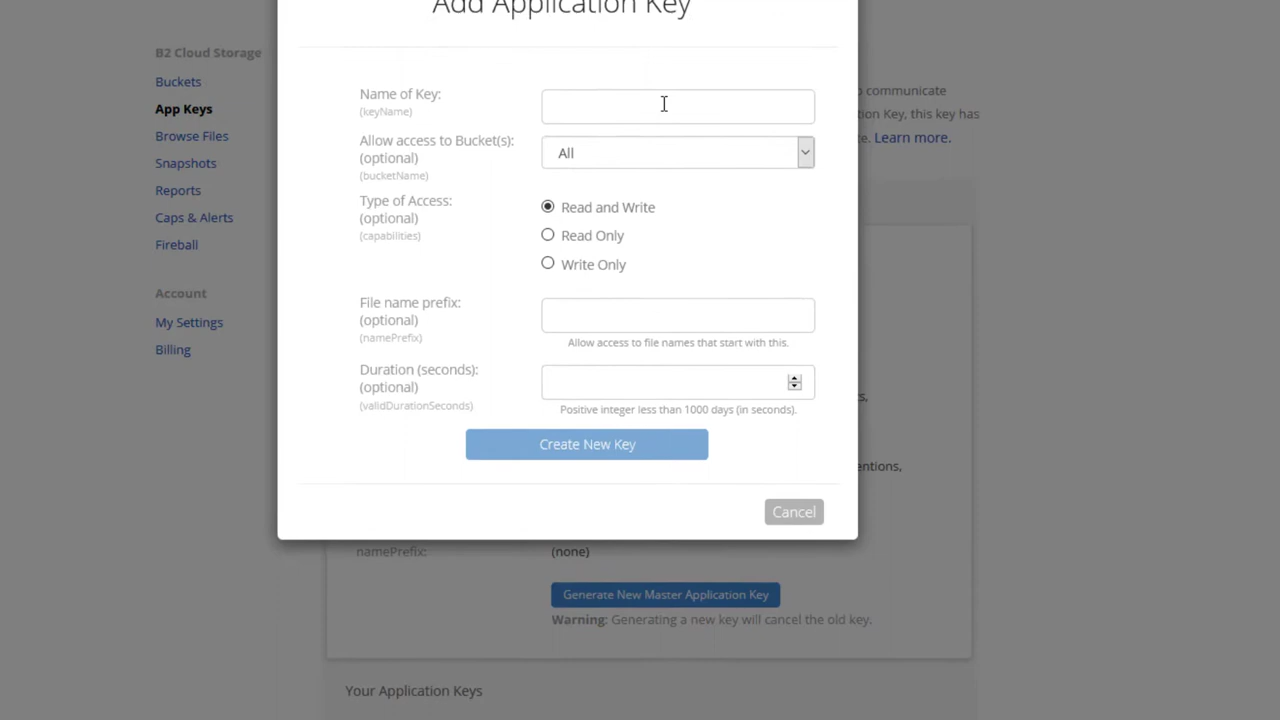 Add Application Key
B2 Cloud Storage
Buckets
App Keys
Browse Files
Snapshots
Reports
Caps & Alerts
Fireball
Account
My Settings
Billing
Name of Key:
(keyName)
Allow access to Bucket(s):
(optional)
(bucketName)
All
Type of Access:
(optional)
(capabilities)
Read and Write
Read Only
Write Only
File name prefix:
(optional)
(namePrefix)
Allow access to file names that start with this.
Duration (seconds):
(optional)
(validDurationSeconds)
Positive integer less than 1000 days (in seconds).
Create New Key
Cancel
communicate
Key, this key has
Learn more.
namePrefix:
(none)
Generate New Master Application Key
Warning: Generating a new key will cancel the old key.
Your Application Keys